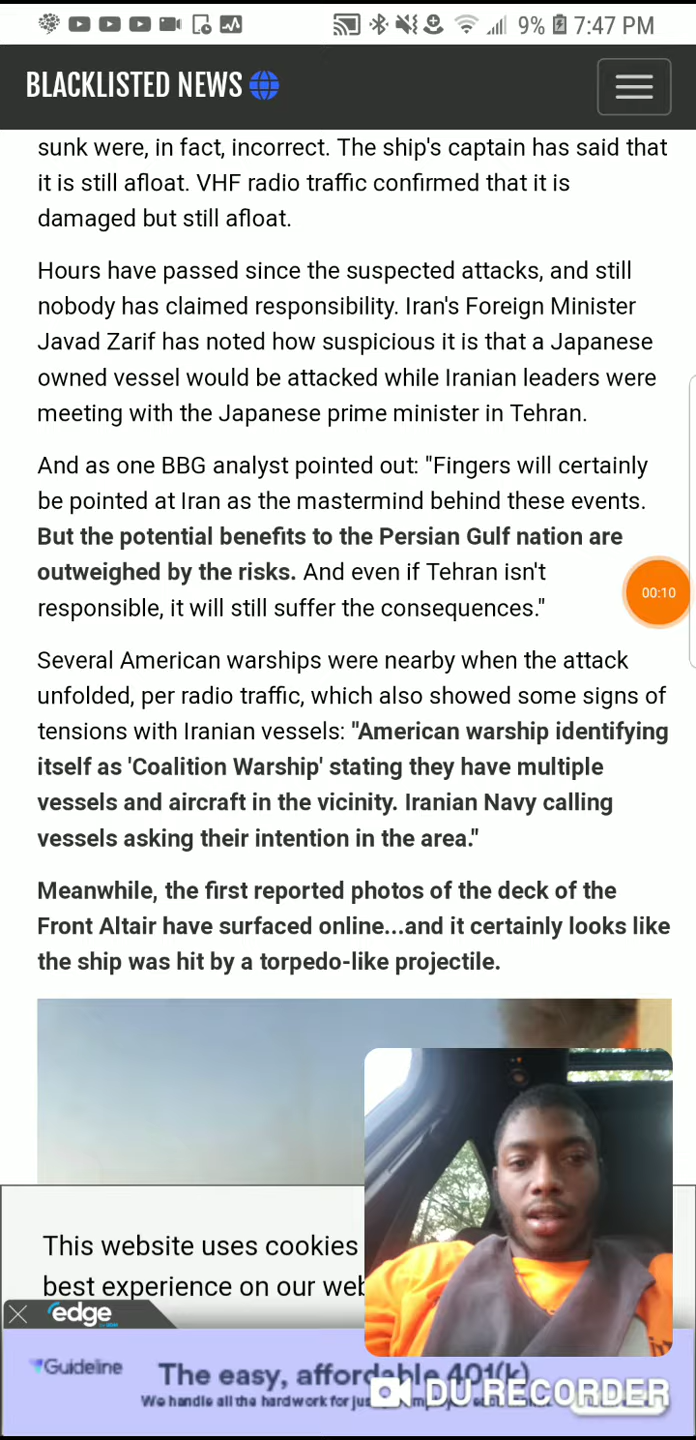 9% 7:47 PM
BLACKLISTED NEWS
sunk were, in fact, incorrect. The ship's captain has said that
it is still afloat. VHF radio traffic confirmed that it is
damaged but still afloat.
Hours have passed since the suspected attacks, and still
nobody has claimed responsibility. Iran's Foreign Minister
Javad Zarif has noted how suspicious it is that a Japanese
owned vessel would be attacked while Iranian leaders were
meeting with the Japanese prime minister in Tehran.
And as one BBG analyst pointed out: "Fingers will certainly
be pointed at Iran as the mastermind behind these events.
But the potential benefits to the Persian Gulf nation are
outweighed by the risks. And even if Tehran isn't
responsible, it will still suffer the consequences."
00:10
Several American warships were nearby when the attack
unfolded, per radio traffic, which also showed some signs of
tensions with Iranian vessels: "American warship identifying
itself as 'Coalition Warship' stating they have multiple
vessels and aircraft in the vicinity. Iranian Navy calling
vessels asking their intention in the area."
Meanwhile, the first reported photos of the deck of the
Front Altair have surfaced online...and it certainly looks like
the ship was hit by a torpedo-like projectile.
This website uses cookies
best experience on our
edge
Guideline
The easy, affordable 401(k)
We handle all the hard work for
DU RECORDER